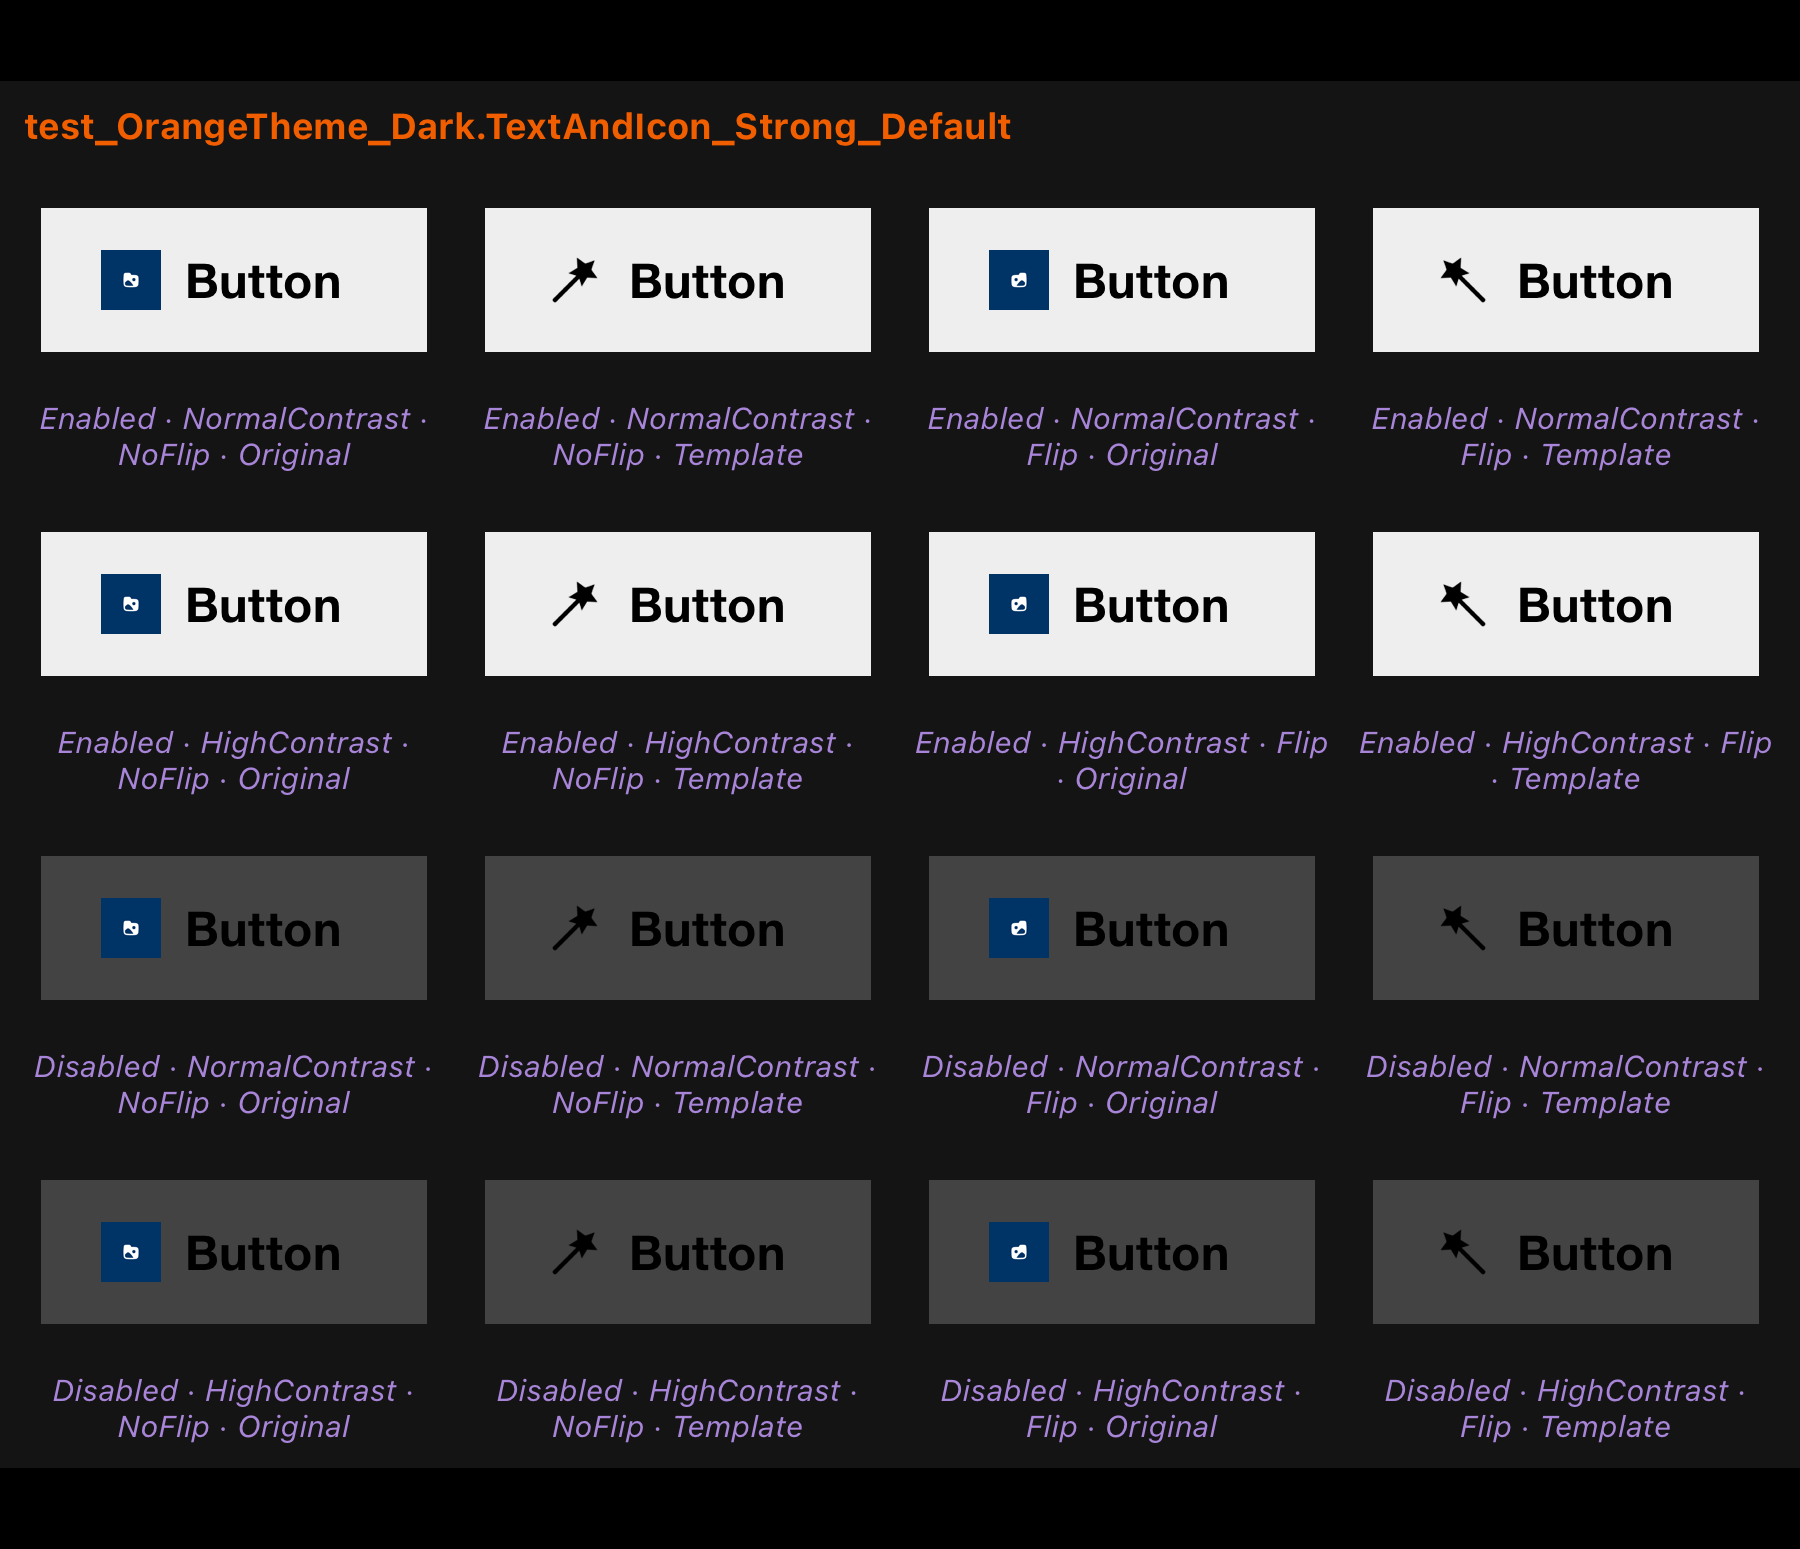 test_OrangeTheme_Dark.TextAndIcon_Strong_Default
Button Button Button Button
Enabled · NormalContrast · Enabled · NormalContrast · Enabled · NormalContrast · Enabled · NormalContrast ·
NoFlip · Original NoFlip · Template Flip · Original Flip · Template
Button Button Button Button
Enabled · HighContrast · Enabled · HighContrast · Enabled · HighContrast · Flip Enabled · HighContrast · Flip
NoFlip · Original NoFlip · Template · Original · Template
Button Button Button Button
Disabled · NormalContrast · Disabled · NormalContrast · Disabled · NormalContrast · Disabled · NormalContrast ·
NoFlip · Original NoFlip · Template Flip · Original Flip · Template
Button Button Button Button
Disabled · HighContrast · Disabled · HighContrast · Disabled · HighContrast · Disabled · HighContrast ·
NoFlip · Original NoFlip · Template Flip · Original Flip · Template